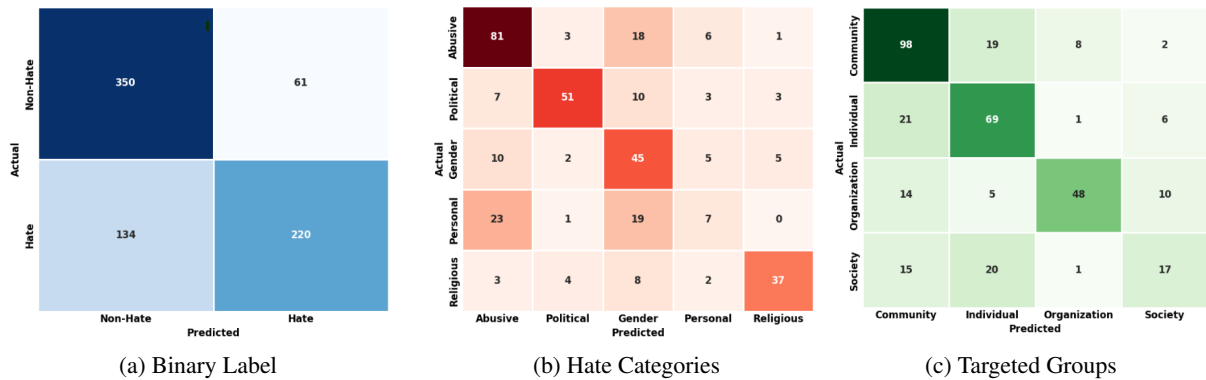 Actual
Non-Hate
350 61
Hate
134 220
Non-Hate Hate
Predicted
(a) Binary Label
Actual
Abusive
81 3 18 6 1
Political
7 51 10 3 3
Gender
10 2 45 5 5
Personal
23 1 19 7 0
Religious
3 4 8 2 37
Abusive Political Gender Personal Religious
Predicted
(b) Hate Categories
Actual
Community
98 19 8 2
Individual
21 69 1 6
Organization
14 5 48 10
Society
15 20 1 17
Community Individual Organization Society
Predicted
(c) Targeted Groups